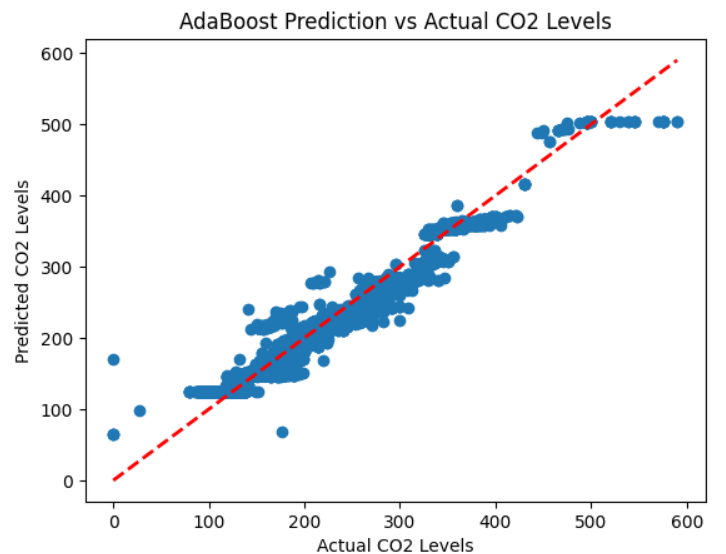 AdaBoost Prediction vs Actual CO2 Levels
600
500
400
300
200
100
0
Predicted CO2 Levels
0 100 200 300 400 500 600
Actual CO2 Levels